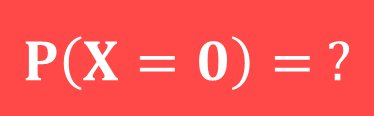 P(X = 0) = ?